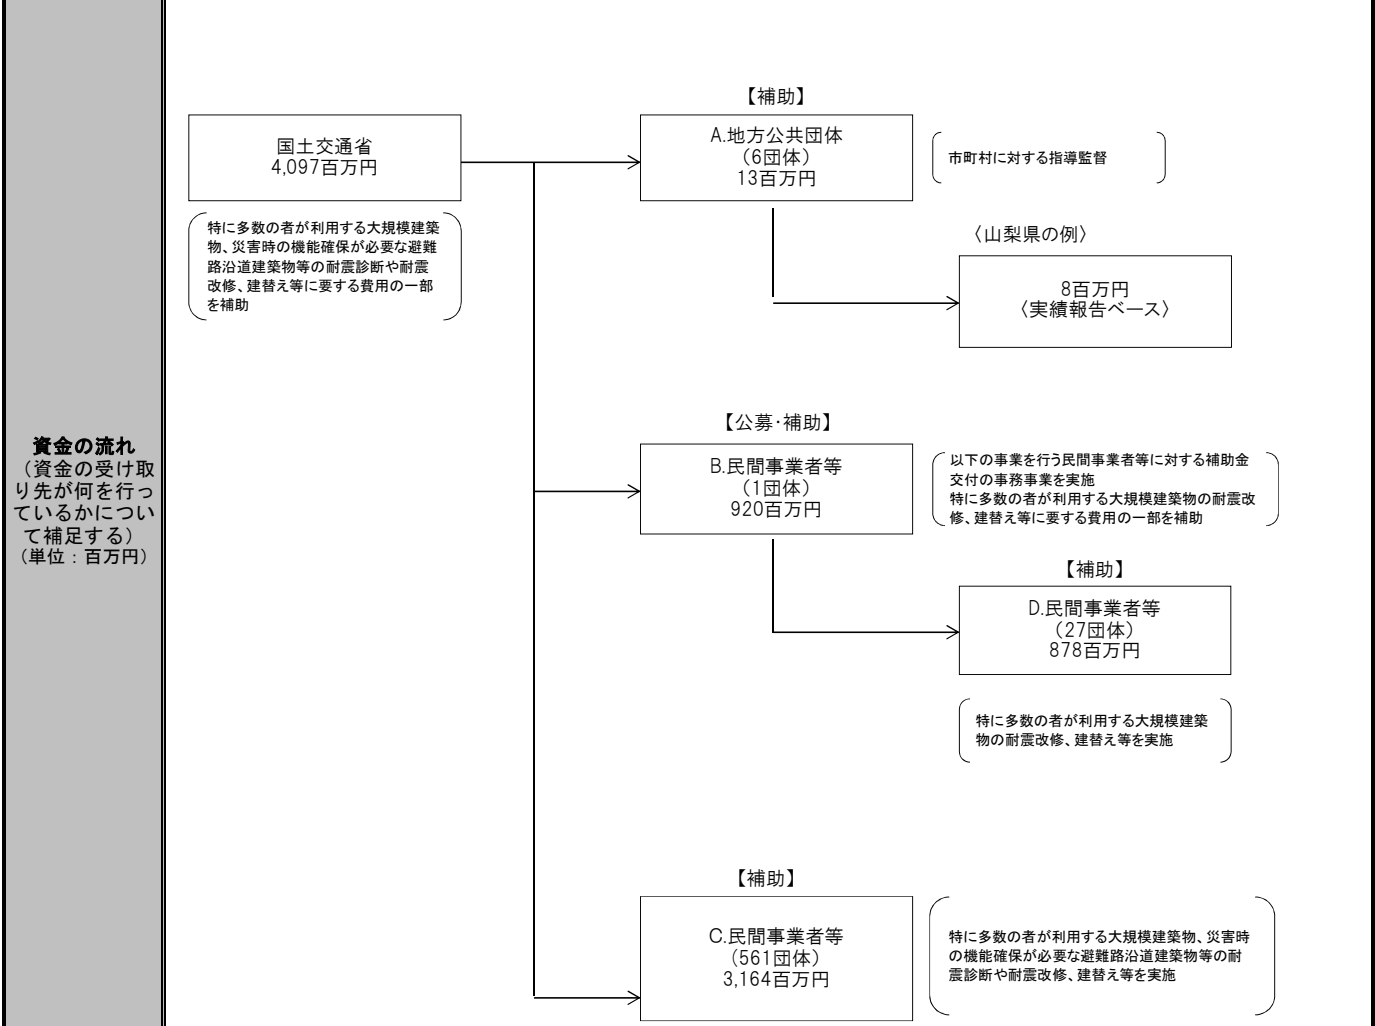 資金の流れ
（資金の受け取
り先が何を行っ
ているかについ
て補足する）
（単位：百万円）
国土交通省
4,097百万円
特に多数の者が利用する大規模建築
物、災害時の機能確保が必要な避難
路沿道建築物等の耐震診断や耐震
改修、建替え等に要する費用の一部
を補助
【補助】
A.地方公共団体
（6団体）
13百万円
市町村に対する指導監督
〈山梨県の例〉
8百万円
〈実績報告ベース〉
【公募･補助】
B.民間事業者等
（1団体）
920百万円
以下の事業を行う民間事業者等に対する補助金
交付の事務事業を実施
特に多数の者が利用する大規模建築物の耐震改
修、建替え等に要する費用の一部を補助
【補助】
D.民間事業者等
（27団体）
878百万円
特に多数の者が利用する大規模建築
物の耐震改修、建替え等を実施
【補助】
C.民間事業者等
（561団体）
3,164百万円
特に多数の者が利用する大規模建築物、災害時
の機能確保が必要な避難路沿道建築物等の耐
震診断や耐震改修、建替え等を実施